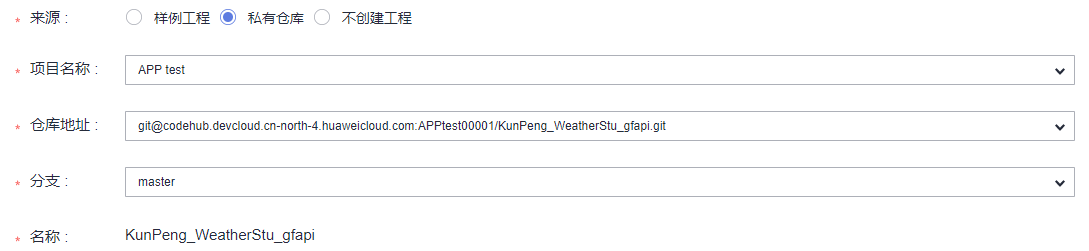 * 来源 : 样例工程 私有仓库 不创建工程
* 项目名称 : APP test
* 仓库地址 : git@codehub.devcloud.cn-north-4.huaweicloud.com:APPtest00001/KunPeng_WeatherStu_gfapi.git
* 分支 : master
* 名称 : KunPeng_WeatherStu_gfapi